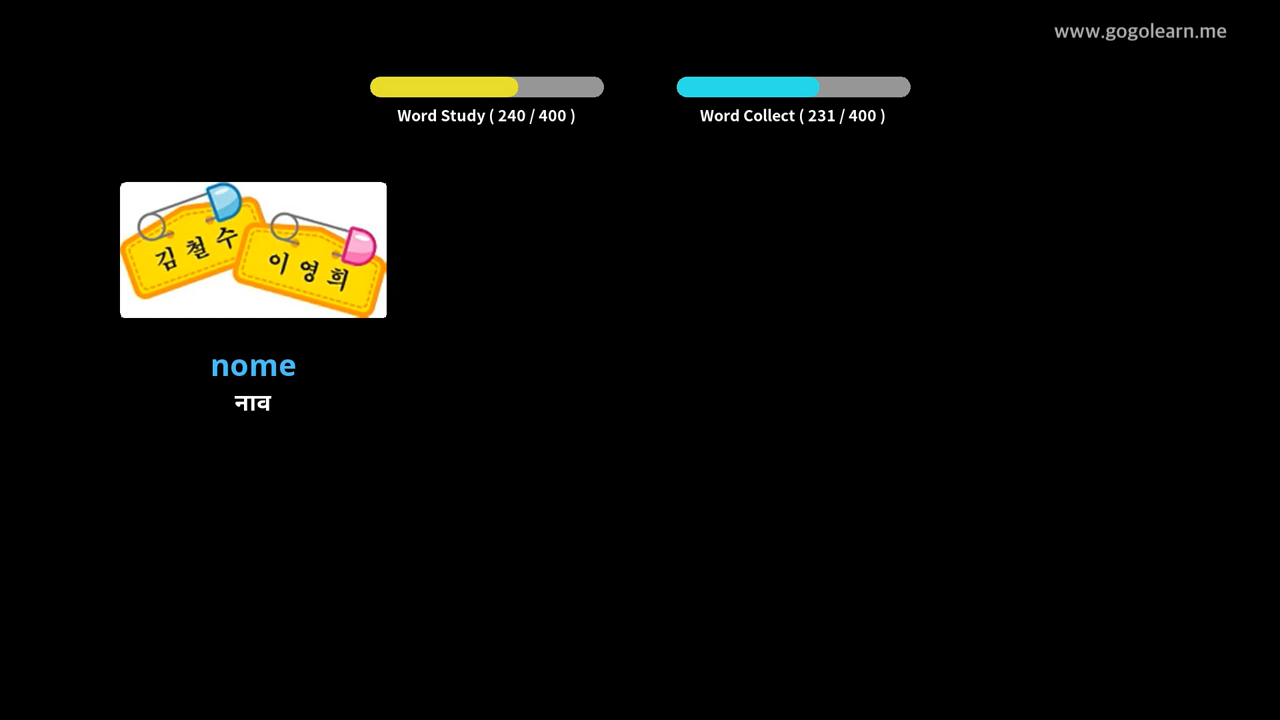 www.gogolearn.me
Word Study ( 240 / 400 )
Word Collect ( 231 / 400 )
김철수
이영희
nome
नाव